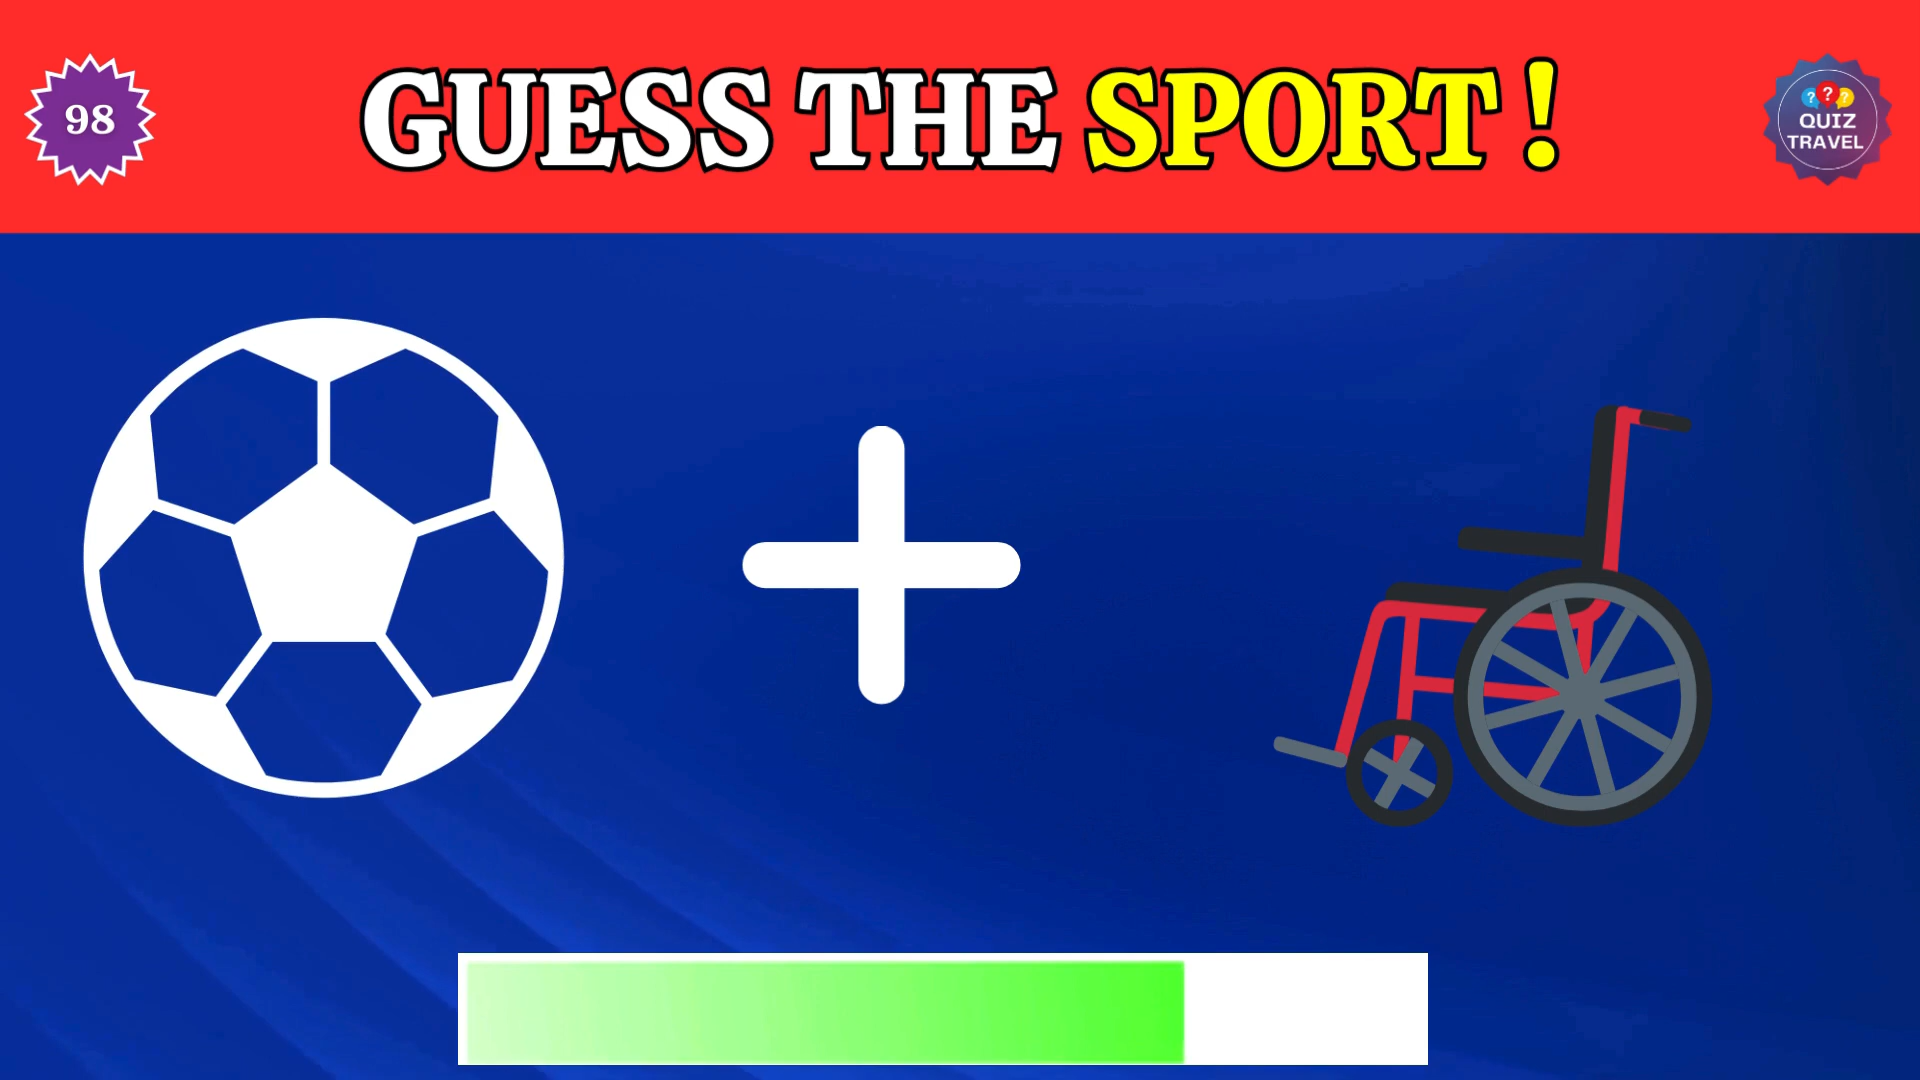 98
GUESS THE SPORT !
? ? ?
QUIZ
TRAVEL